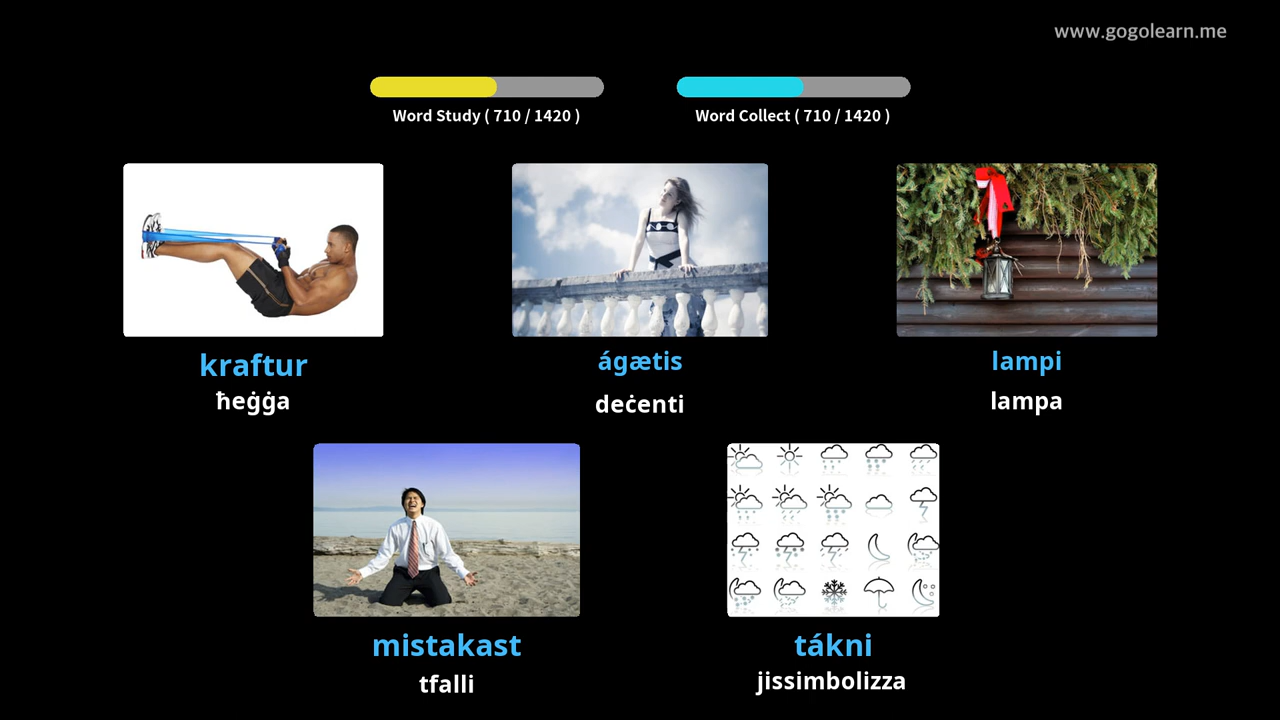 www.gogolearn.me
Word Study ( 710 / 1420 )
Word Collect ( 710 / 1420 )
kraftur
ħeġġa
ágætis
deċenti
lampi
lampa
mistakast
tfalli
tákni
jissimbolizza